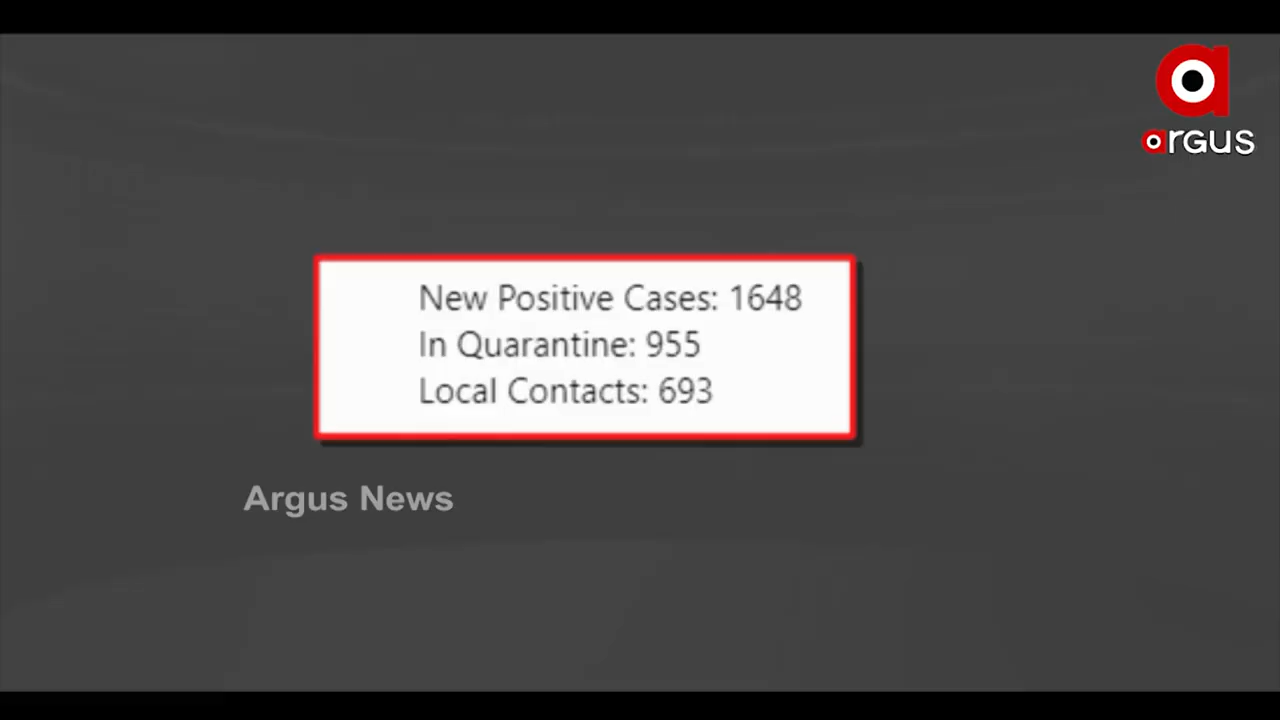 argus
New Positive Cases: 1648
In Quarantine: 955
Local Contacts: 693
Argus News